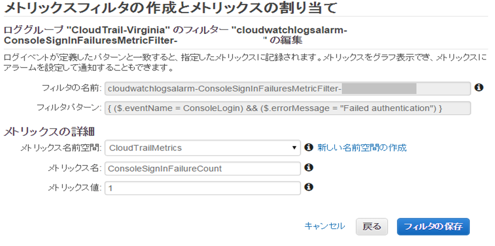 メトリックスフィルタの作成とメトリックスの割り当て
ロググループ "CloudTrail-Virginia" のフィルター "cloudwatchlogsalarm-
ConsoleSignInFailuresMetricFilter- " の編集
ログイベントが定義したパターンと一致すると、指定したメトリックスに記録されます。メトリックスをグラフ表示でき、メトリックスに
アラームを設定して通知することもできます。
フィルタの名前: cloudwatchlogsalarm-ConsoleSignInFailuresMetricFilter-
フィルタパターン: { ($.eventName = ConsoleLogin) && ($.errorMessage = "Failed authentication") }
メトリックスの詳細
メトリックス名前空間: CloudTrailMetrics 新しい名前空間の作成
メトリックス名: ConsoleSignInFailureCount
メトリックス値: 1
キャンセル 戻る フィルタの保存